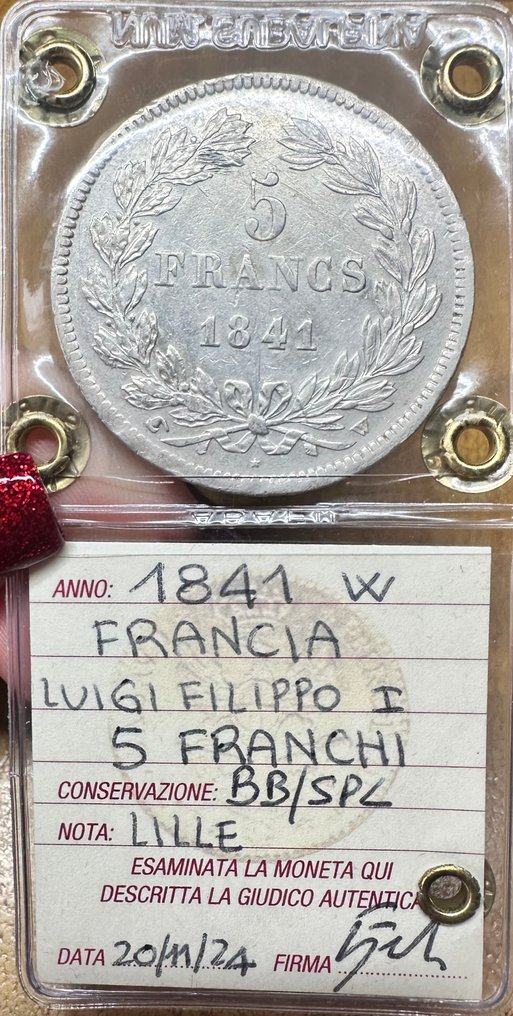 5
FRANCS
1841
W
ANNO: 1841 W
FRANCIA
LUIGI FILIPPO I
5 FRANCHI
CONSERVAZIONE: BB/SPL
NOTA: LILLE
ESAMINATA LA MONETA QUI
DESCRITTA LA GIUDICO AUTENTICA
DATA 20/11/24 FIRMA